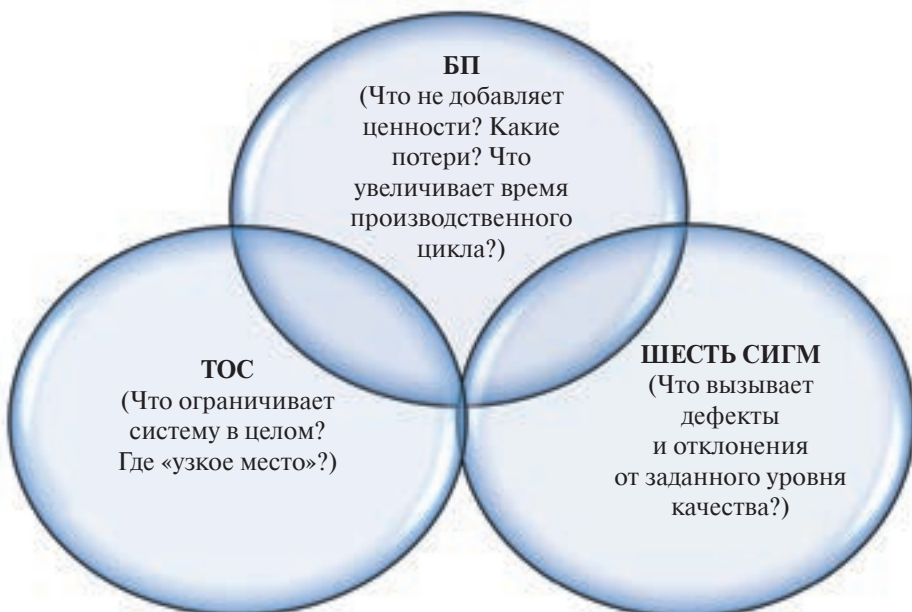 БП
(Что не добавляет
ценности? Какие
потери? Что
увеличивает время
производственного
цикла?)
ТОС
(Что ограничивает
систему в целом?
Где «узкое место»?)
ШЕСТЬ СИГМ
(Что вызывает
дефекты
и отклонения
от заданного уровня
качества?)